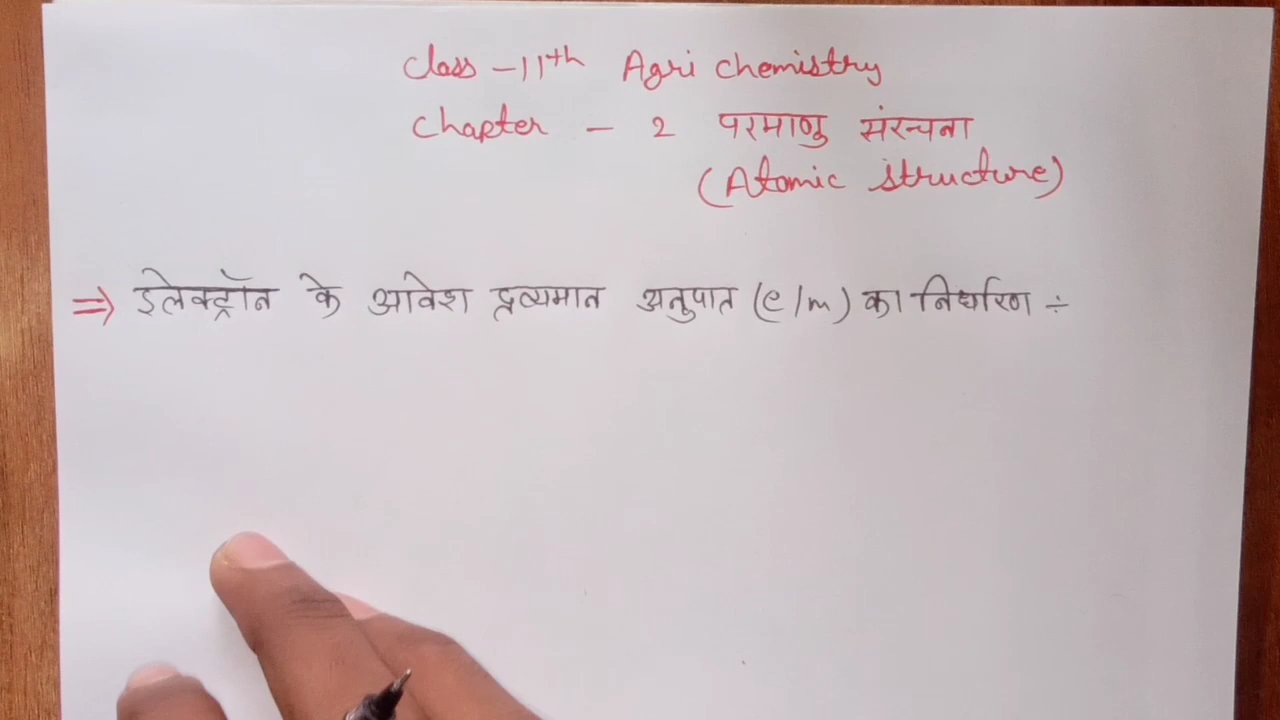 Class - 11th Agri chemistry
Chapter - 2 परमाणु संरचना
(Atomic structure)
⇒ इलेक्ट्रॉन के आवेश द्रव्यमान अनुपात (e/m) का निर्धारण ÷